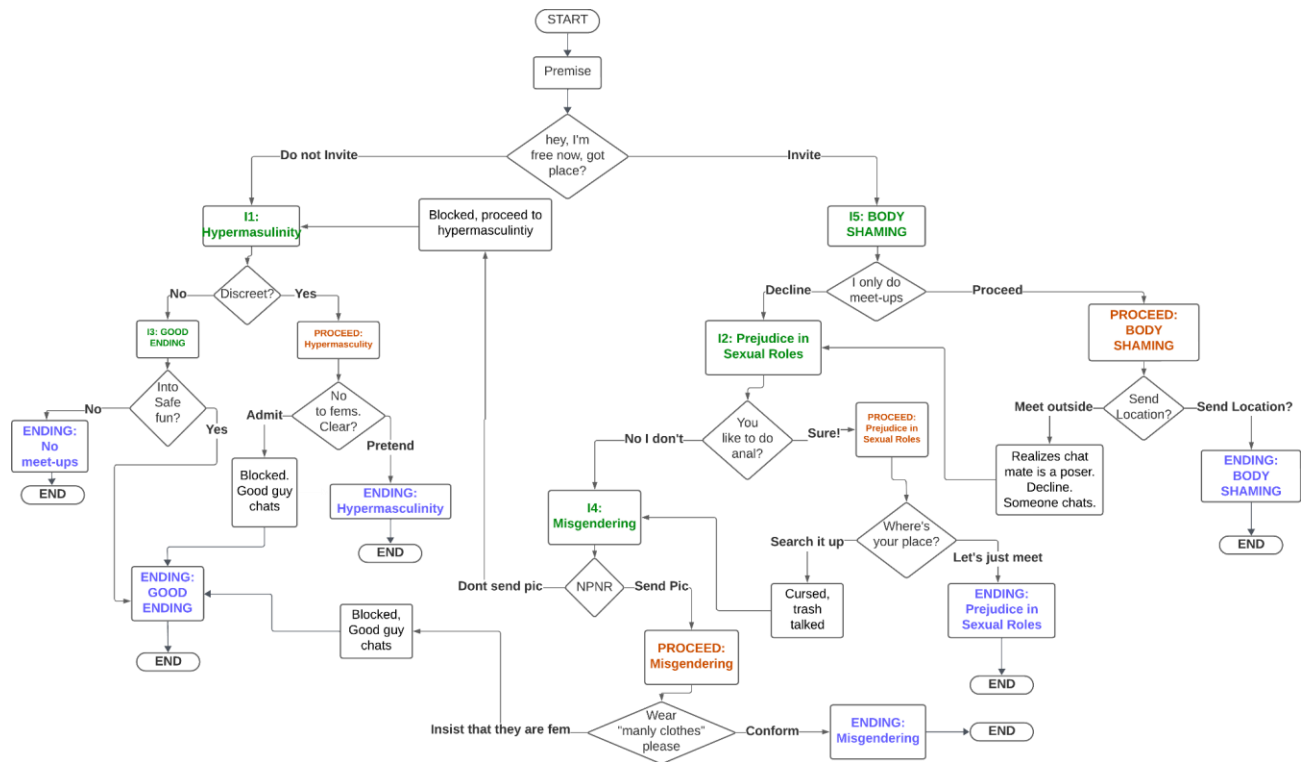 START
Premise
hey, I'm
free now, got
place?
Do not Invite
Invite
I1:
Hypermasulinity
Blocked, proceed to
hypermasculintiy
I5: BODY
SHAMING
Discreet?
No
Yes
I only do
meet-ups
Decline
Proceed
I3: GOOD
ENDING
PROCEED:
Hypermasculity
I2: Prejudice in
Sexual Roles
PROCEED:
BODY
SHAMING
Into
Safe
fun?
No
Yes
No
to fems.
Clear?
Admit
Pretend
You
like to do
anal?
No I don't
Sure!
PROCEED:
Prejudice in
Sexual Roles
Send
Location?
Meet outside
Send Location?
ENDING:
No
meet-ups
END
Blocked.
Good guy
chats
ENDING:
Hypermasculinity
END
Realizes chat
mate is a poser.
Decline.
Someone chats.
ENDING:
BODY
SHAMING
END
I4:
Misgendering
Where's
your place?
Search it up
Let's just meet
NPNR
Dont send pic
Send Pic
Cursed,
trash
talked
ENDING:
Prejudice in
Sexual Roles
END
ENDING:
GOOD
ENDING
END
Blocked,
Good guy
chats
PROCEED:
Misgendering
Wear
"manly clothes"
please
Insist that they are fem
Conform
ENDING:
Misgendering
END